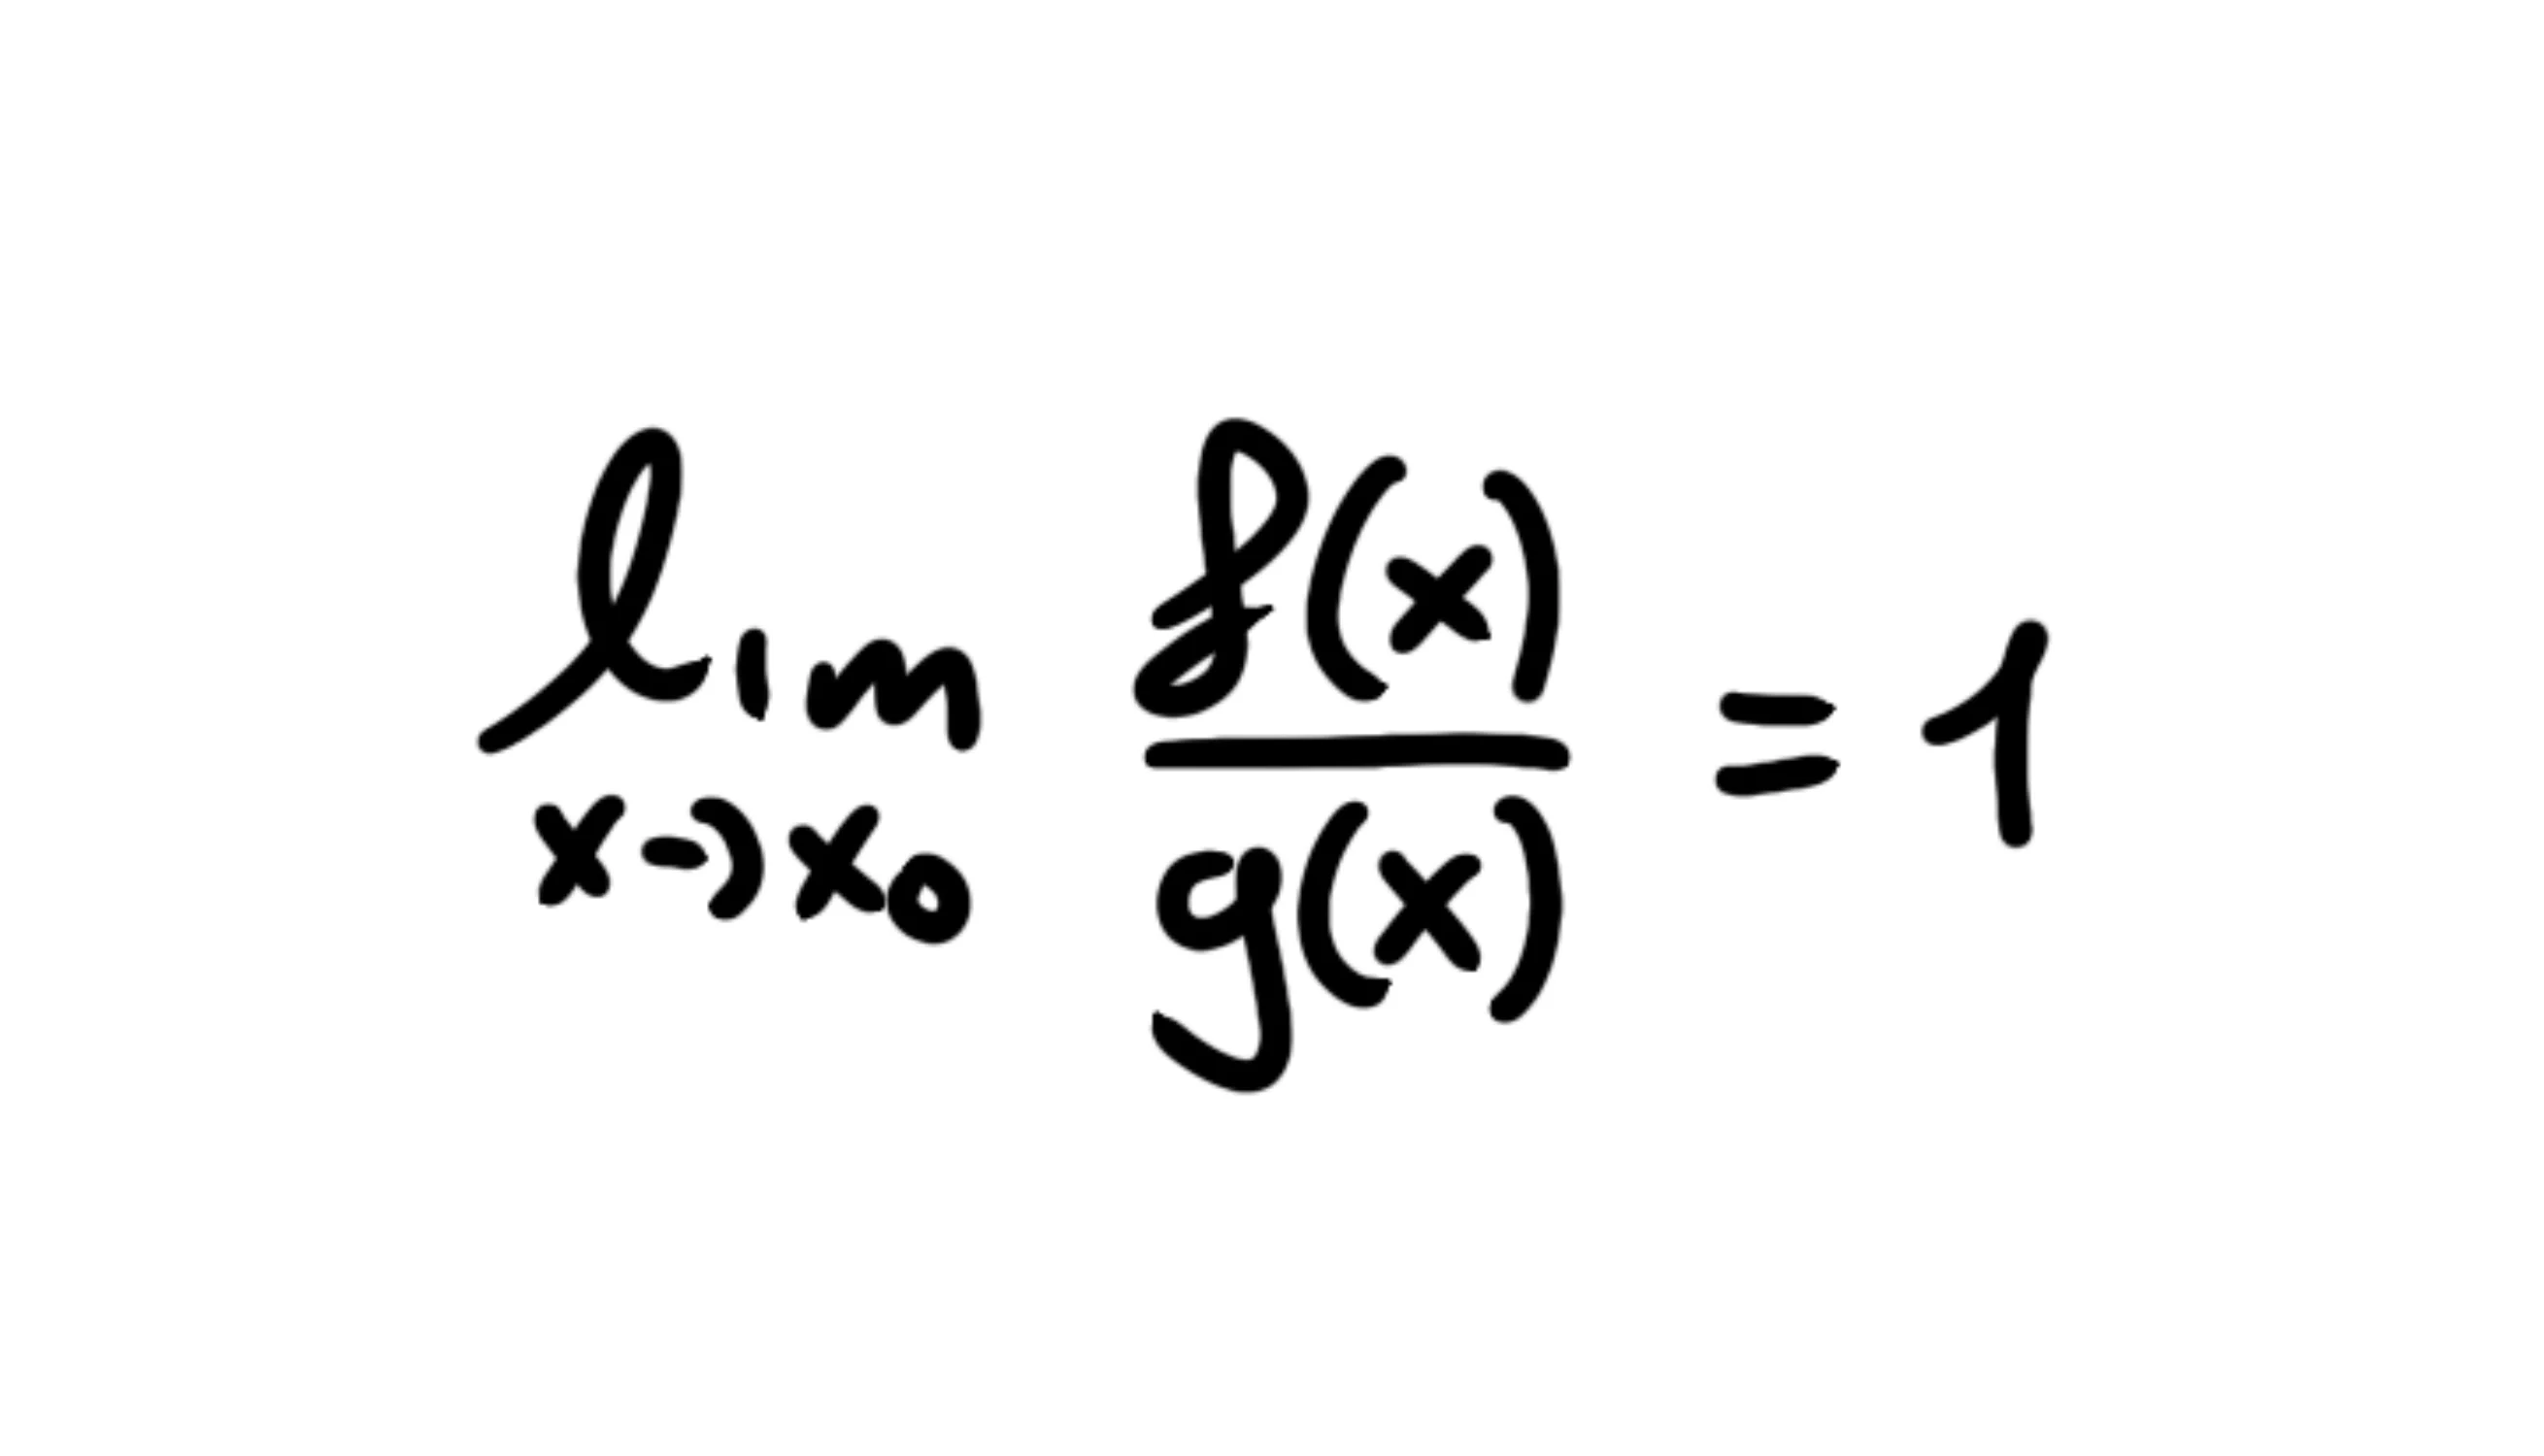 lim f(x)/g(x) = 1
x→x₀